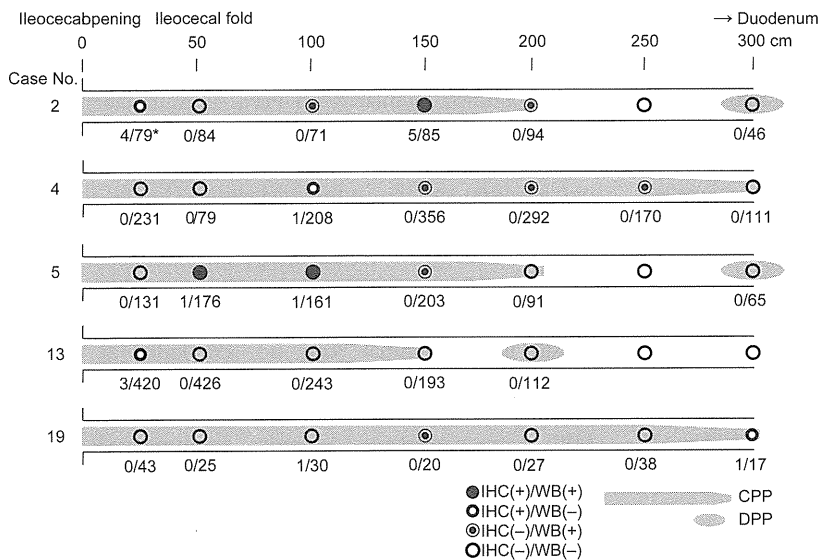 Ileocecabpening Ileocecal fold → Duodenum
0 50 100 150 200 250 300 cm
Case No.
2
4/79* 0/84 0/71 5/85 0/94 0/46
4
0/231 0/79 1/208 0/356 0/292 0/170 0/111
5
0/131 1/176 1/161 0/203 0/91 0/65
13
3/420 0/426 0/243 0/193 0/112
19
0/43 0/25 1/30 0/20 0/27 0/38 1/17
IHC(+)/WB(+)
IHC(+)/WB(–)
IHC(–)/WB(+)
IHC(–)/WB(–)
CPP
DPP